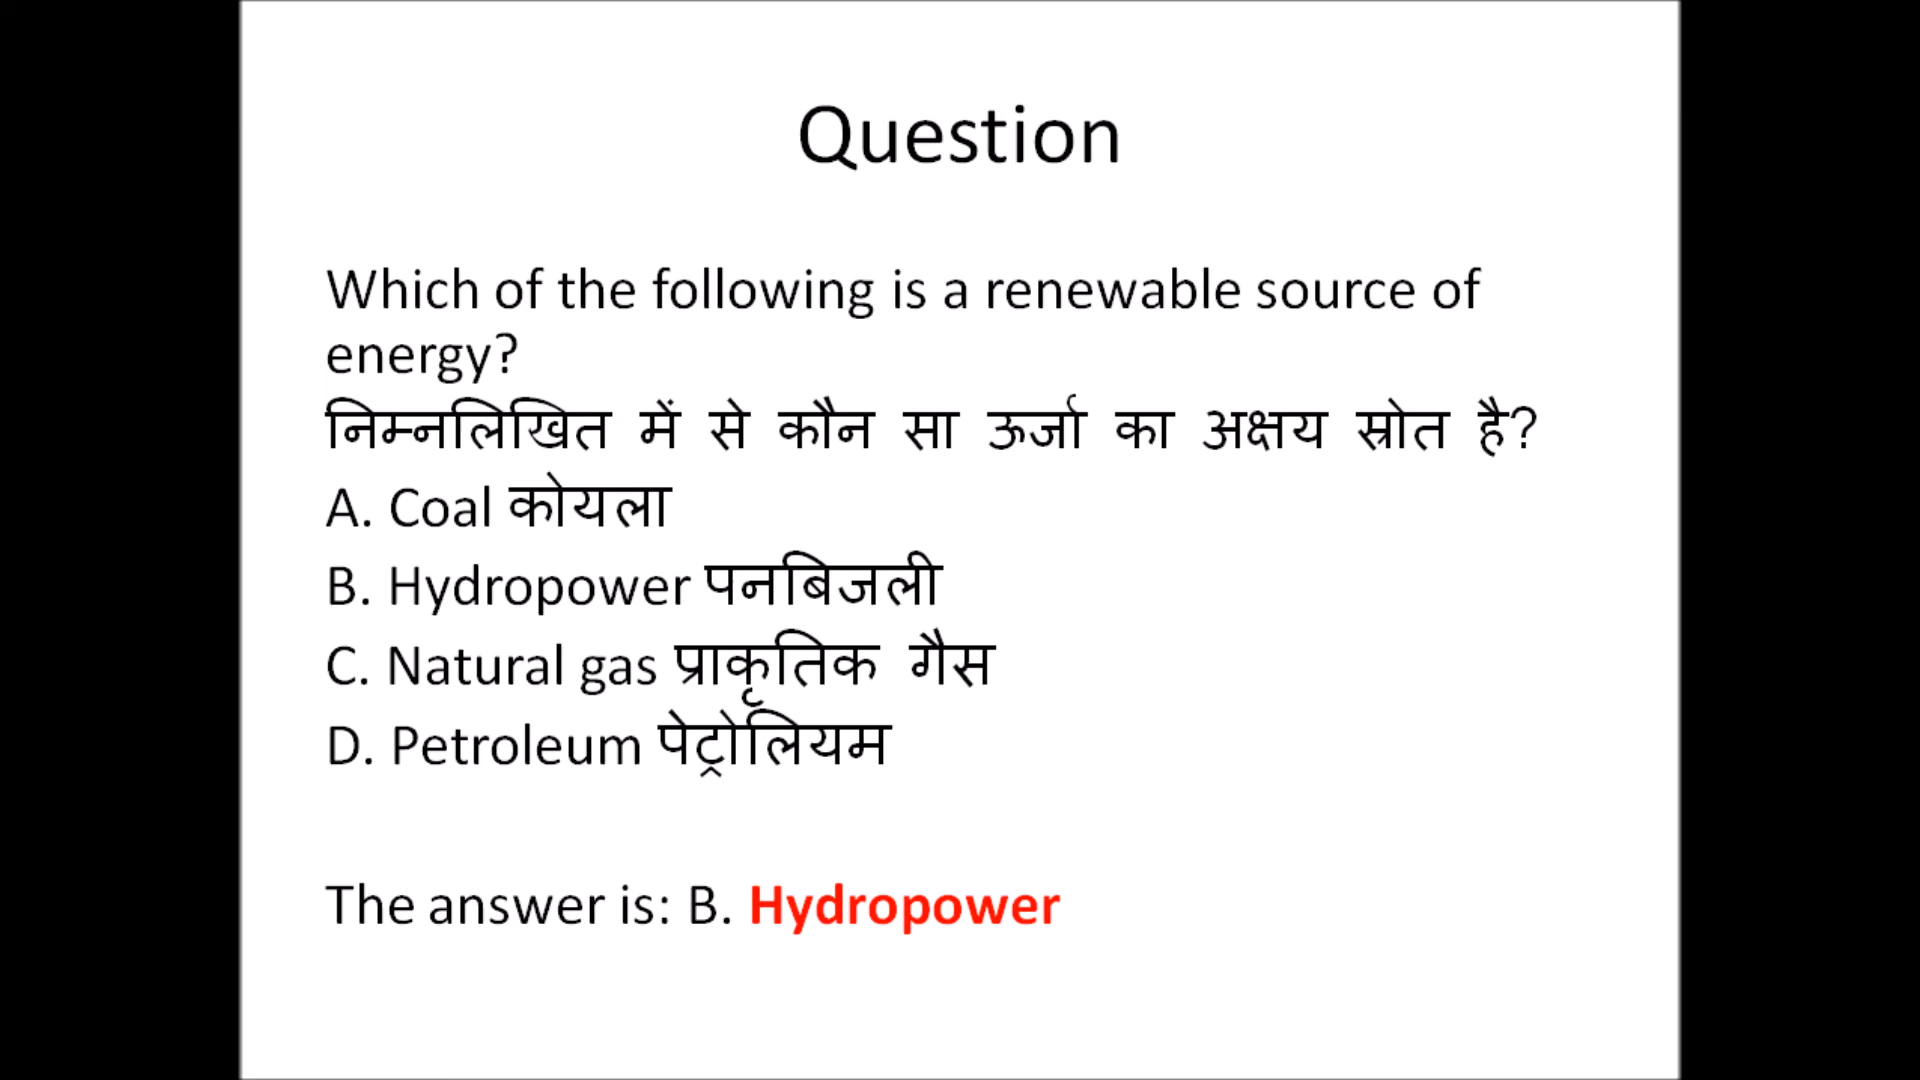 Question
Which of the following is a renewable source of
energy?
निम्नलिखित में से कौन सा ऊर्जा का अक्षय स्रोत है?
A. Coal कोयला
B. Hydropower पनबिजली
C. Natural gas प्राकृतिक गैस
D. Petroleum पेट्रोलियम
The answer is: B. Hydropower